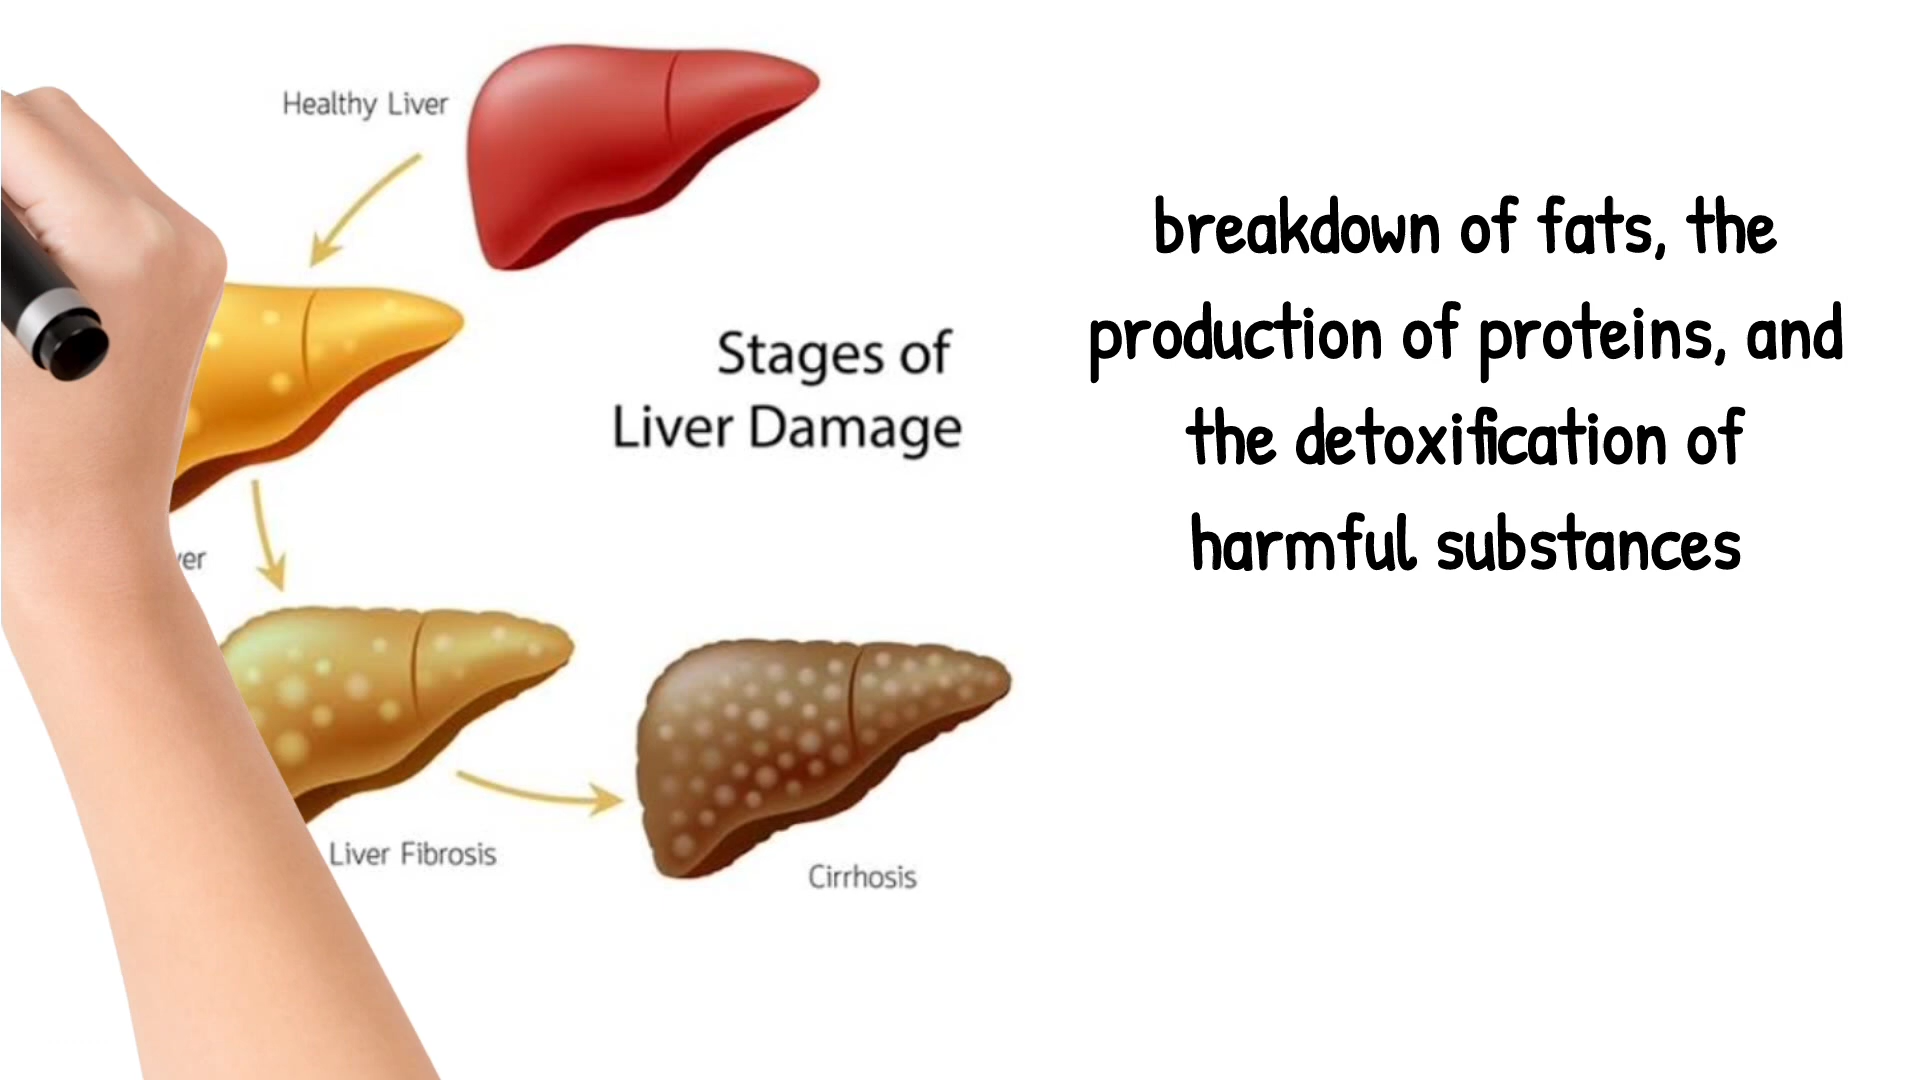 Healthy Liver
Stages of
Liver Damage
Liver Fibrosis
Cirrhosis
breakdown of fats, the
production of proteins, and
the detoxification of
harmful substances